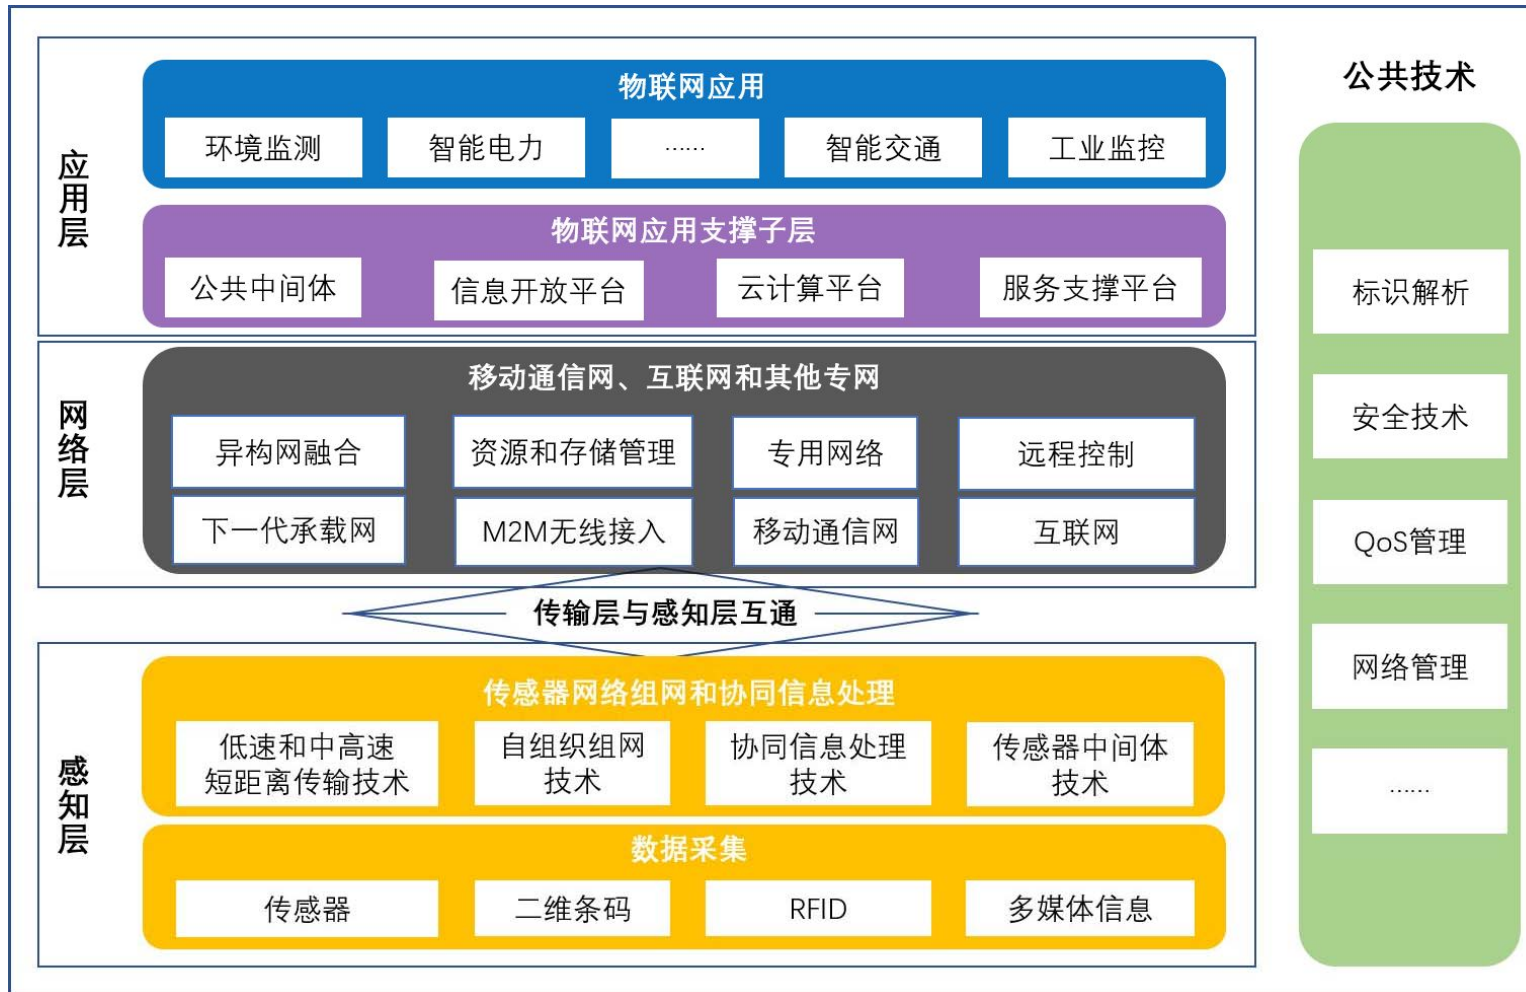 应用层
物联网应用
环境监测
智能电力
……
智能交通
工业监控
物联网应用支撑子层
公共中间体
信息开放平台
云计算平台
服务支撑平台
网络层
移动通信网、互联网和其他专网
异构网融合
资源和存储管理
专用网络
远程控制
下一代承载网
M2M无线接入
移动通信网
互联网
传输层与感知层互通
感知层
传感器网络组网和协同信息处理
低速和中高速
短距离传输技术
自组织组网
技术
协同信息处理
技术
传感器中间体
技术
数据采集
传感器
二维条码
RFID
多媒体信息
公共技术
标识解析
安全技术
QoS管理
网络管理
……